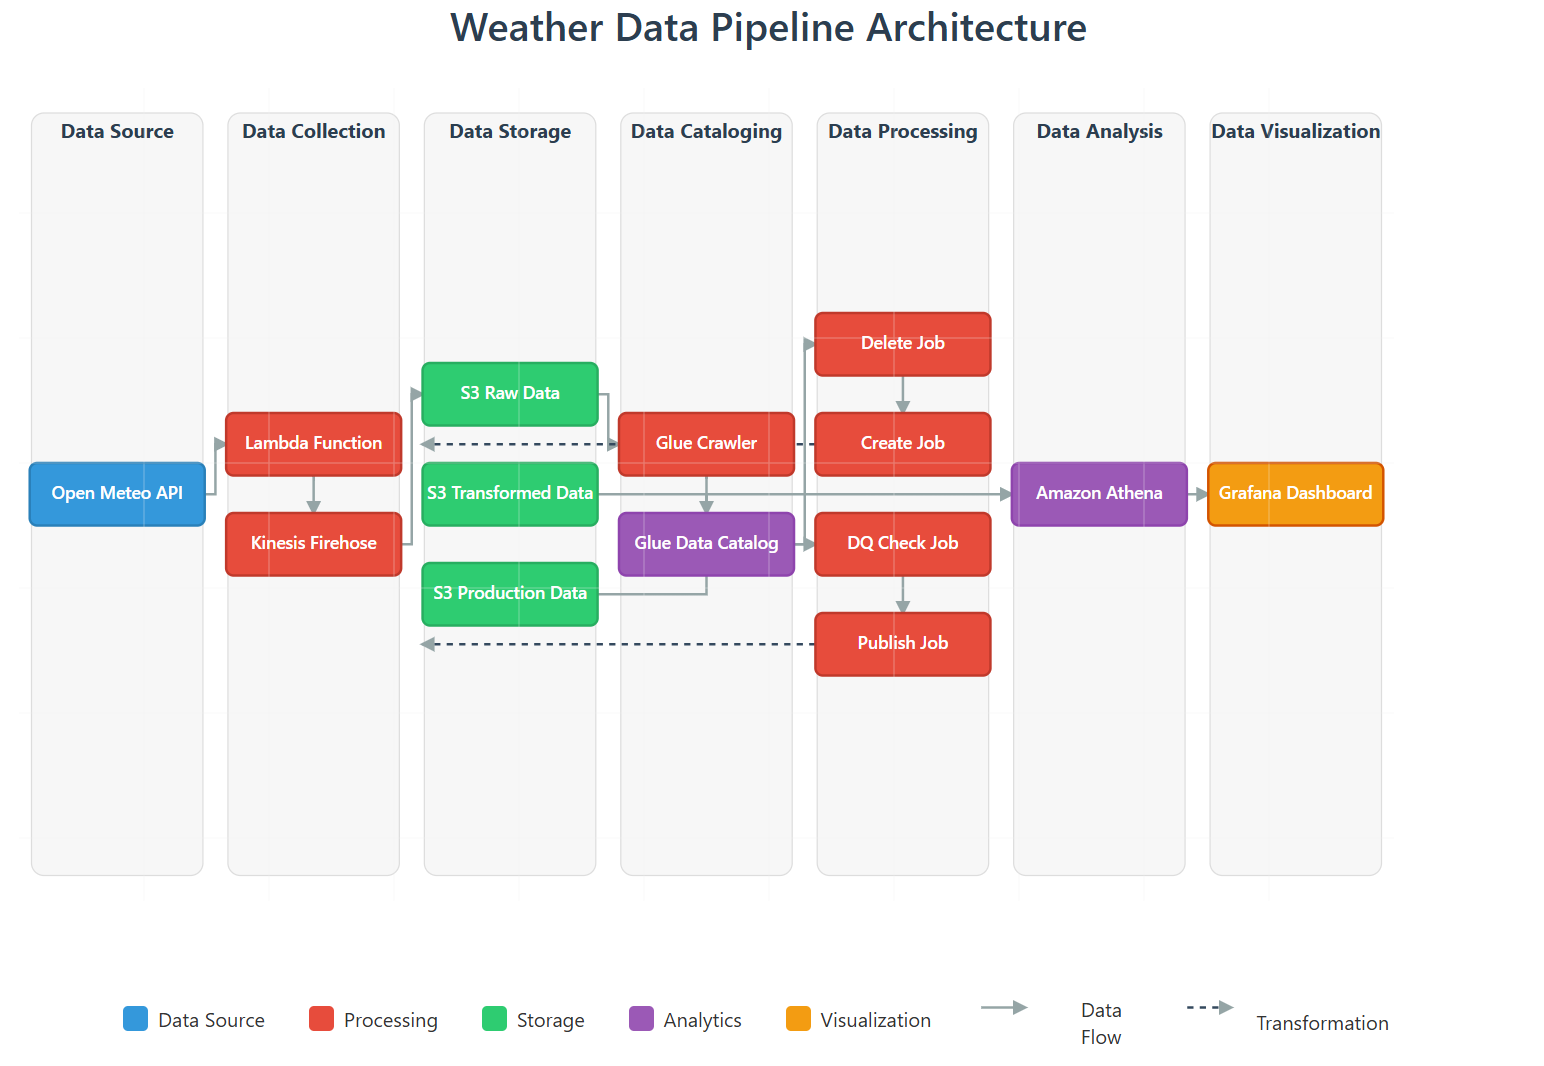 Weather Data Pipeline Architecture
Data Source
Data Collection
Data Storage
Data Cataloging
Data Processing
Data Analysis
Data Visualization
Open Meteo API
Lambda Function
Kinesis Firehose
S3 Raw Data
S3 Transformed Data
S3 Production Data
Glue Crawler
Glue Data Catalog
Delete Job
Create Job
DQ Check Job
Publish Job
Amazon Athena
Grafana Dashboard
Data Source
Processing
Storage
Analytics
Visualization
Data
Flow
Transformation